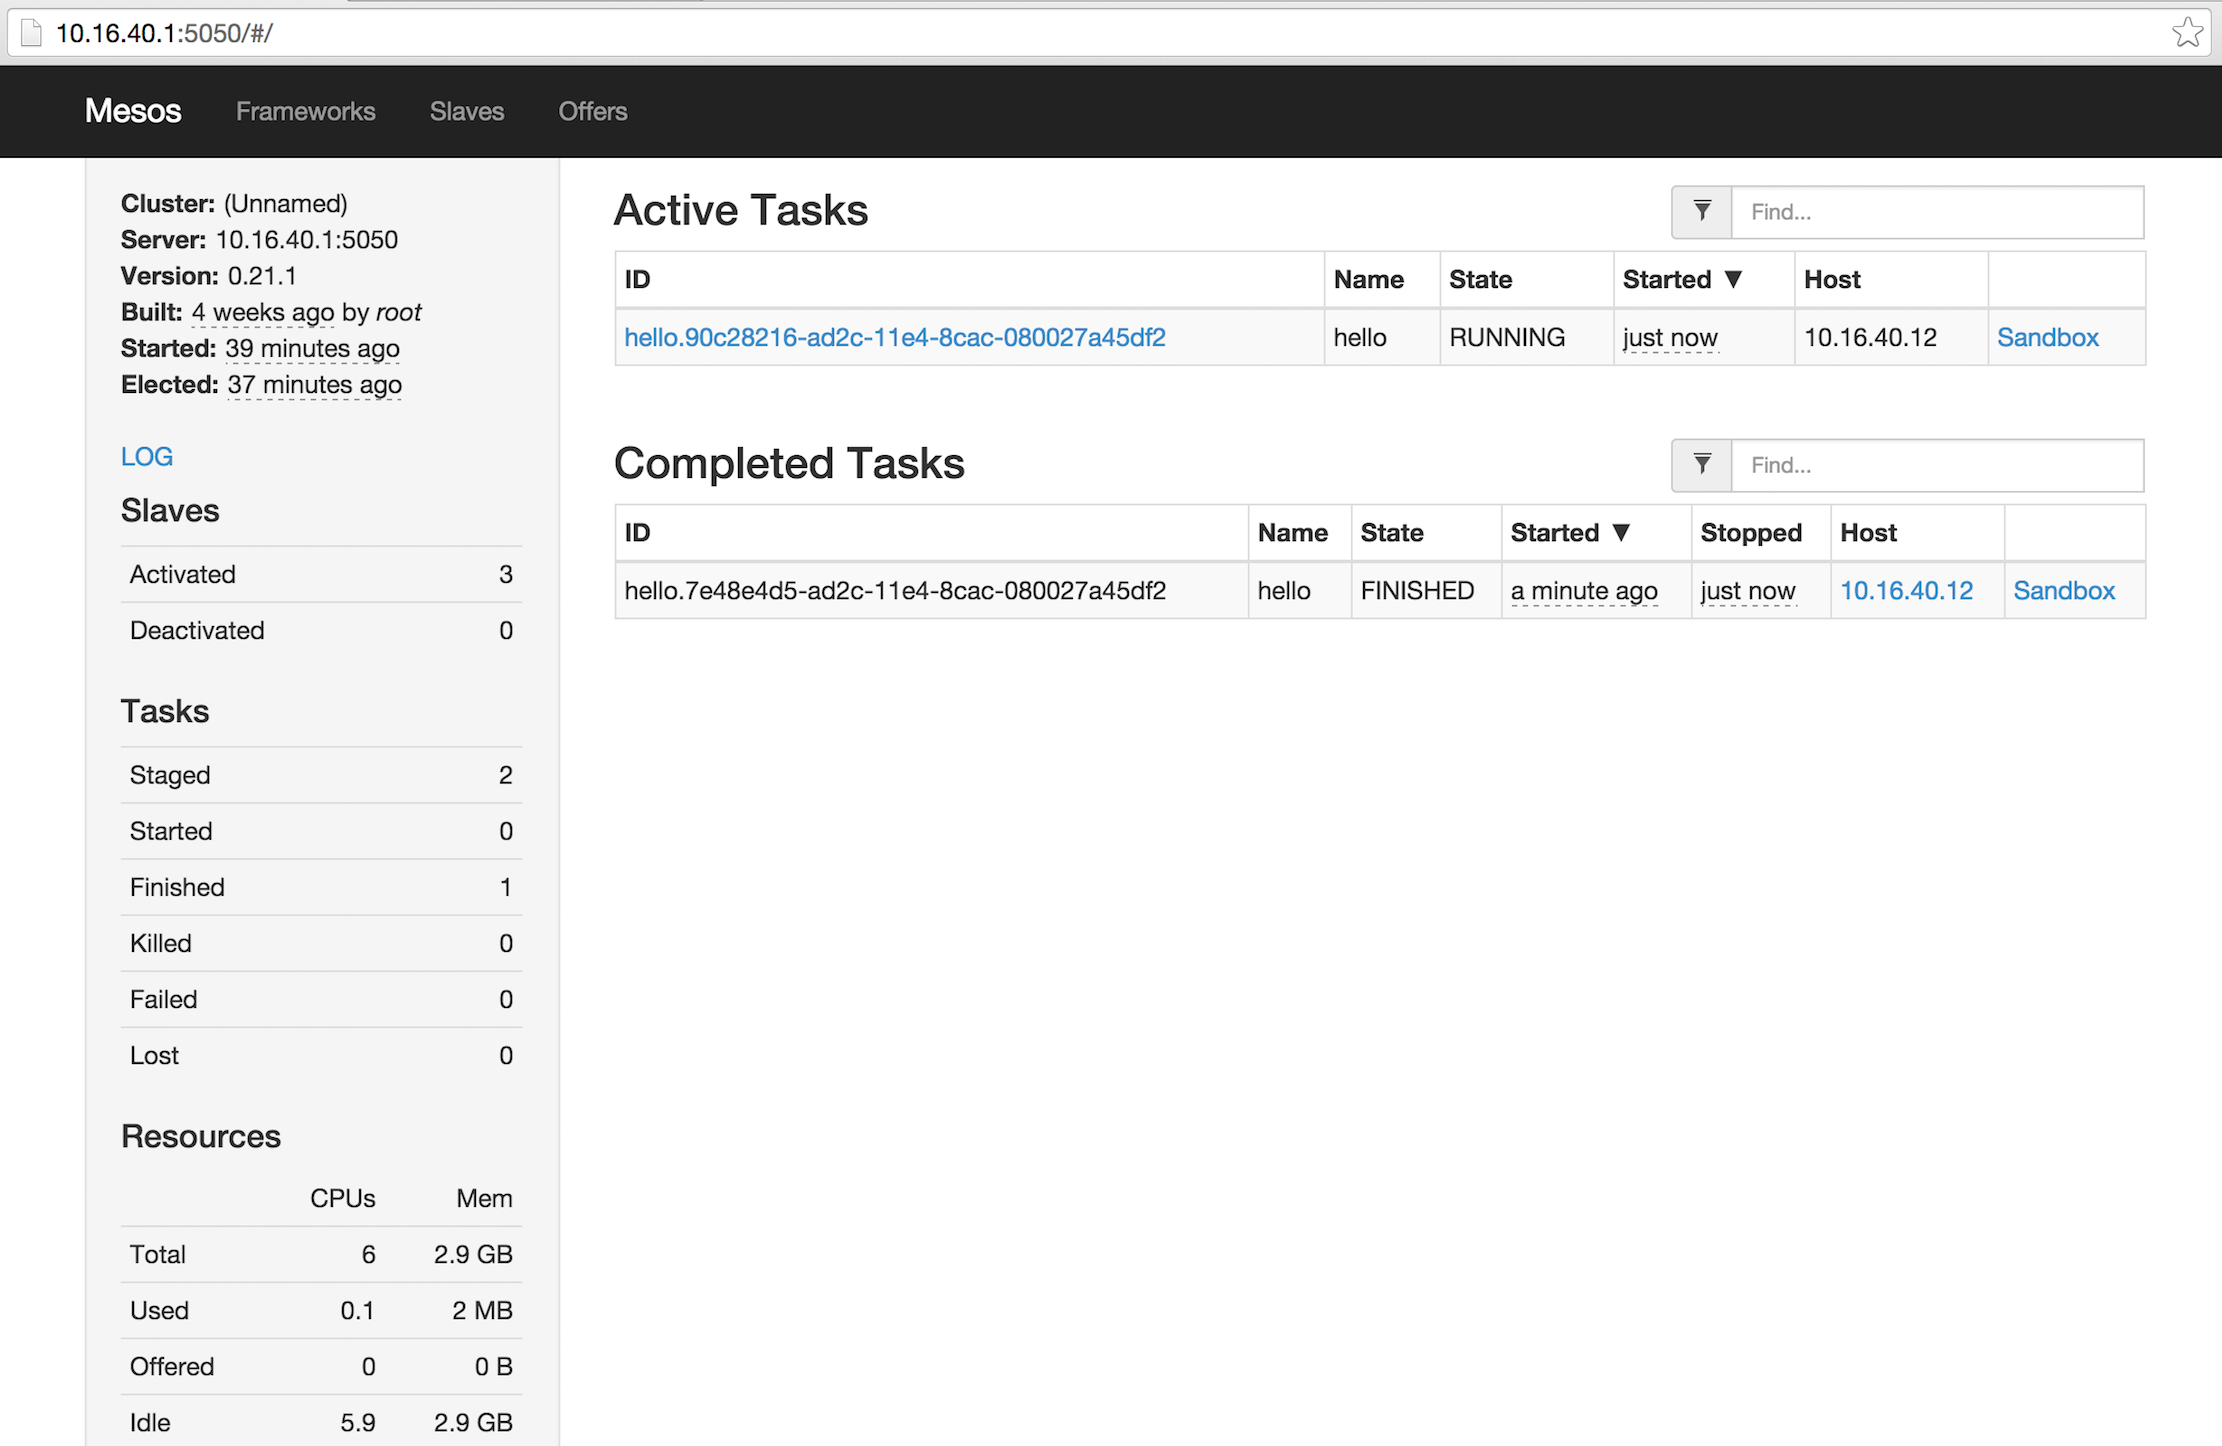 10.16.40.1:5050/#/
Mesos Frameworks Slaves Offers
Cluster: (Unnamed)
Server: 10.16.40.1:5050
Version: 0.21.1
Built: 4 weeks ago by root
Started: 39 minutes ago
Elected: 37 minutes ago
LOG
Slaves
Activated 3
Deactivated 0
Tasks
Staged 2
Started 0
Finished 1
Killed 0
Failed 0
Lost 0
Resources
CPUs Mem
Total 6 2.9 GB
Used 0.1 2 MB
Offered 0 0 B
Idle 5.9 2.9 GB
Active Tasks Find...
ID Name State Started ▼ Host
hello.90c28216-ad2c-11e4-8cac-080027a45df2 hello RUNNING just now 10.16.40.12 Sandbox
Completed Tasks Find...
ID Name State Started ▼ Stopped Host
hello.7e48e4d5-ad2c-11e4-8cac-080027a45df2 hello FINISHED a minute ago just now 10.16.40.12 Sandbox